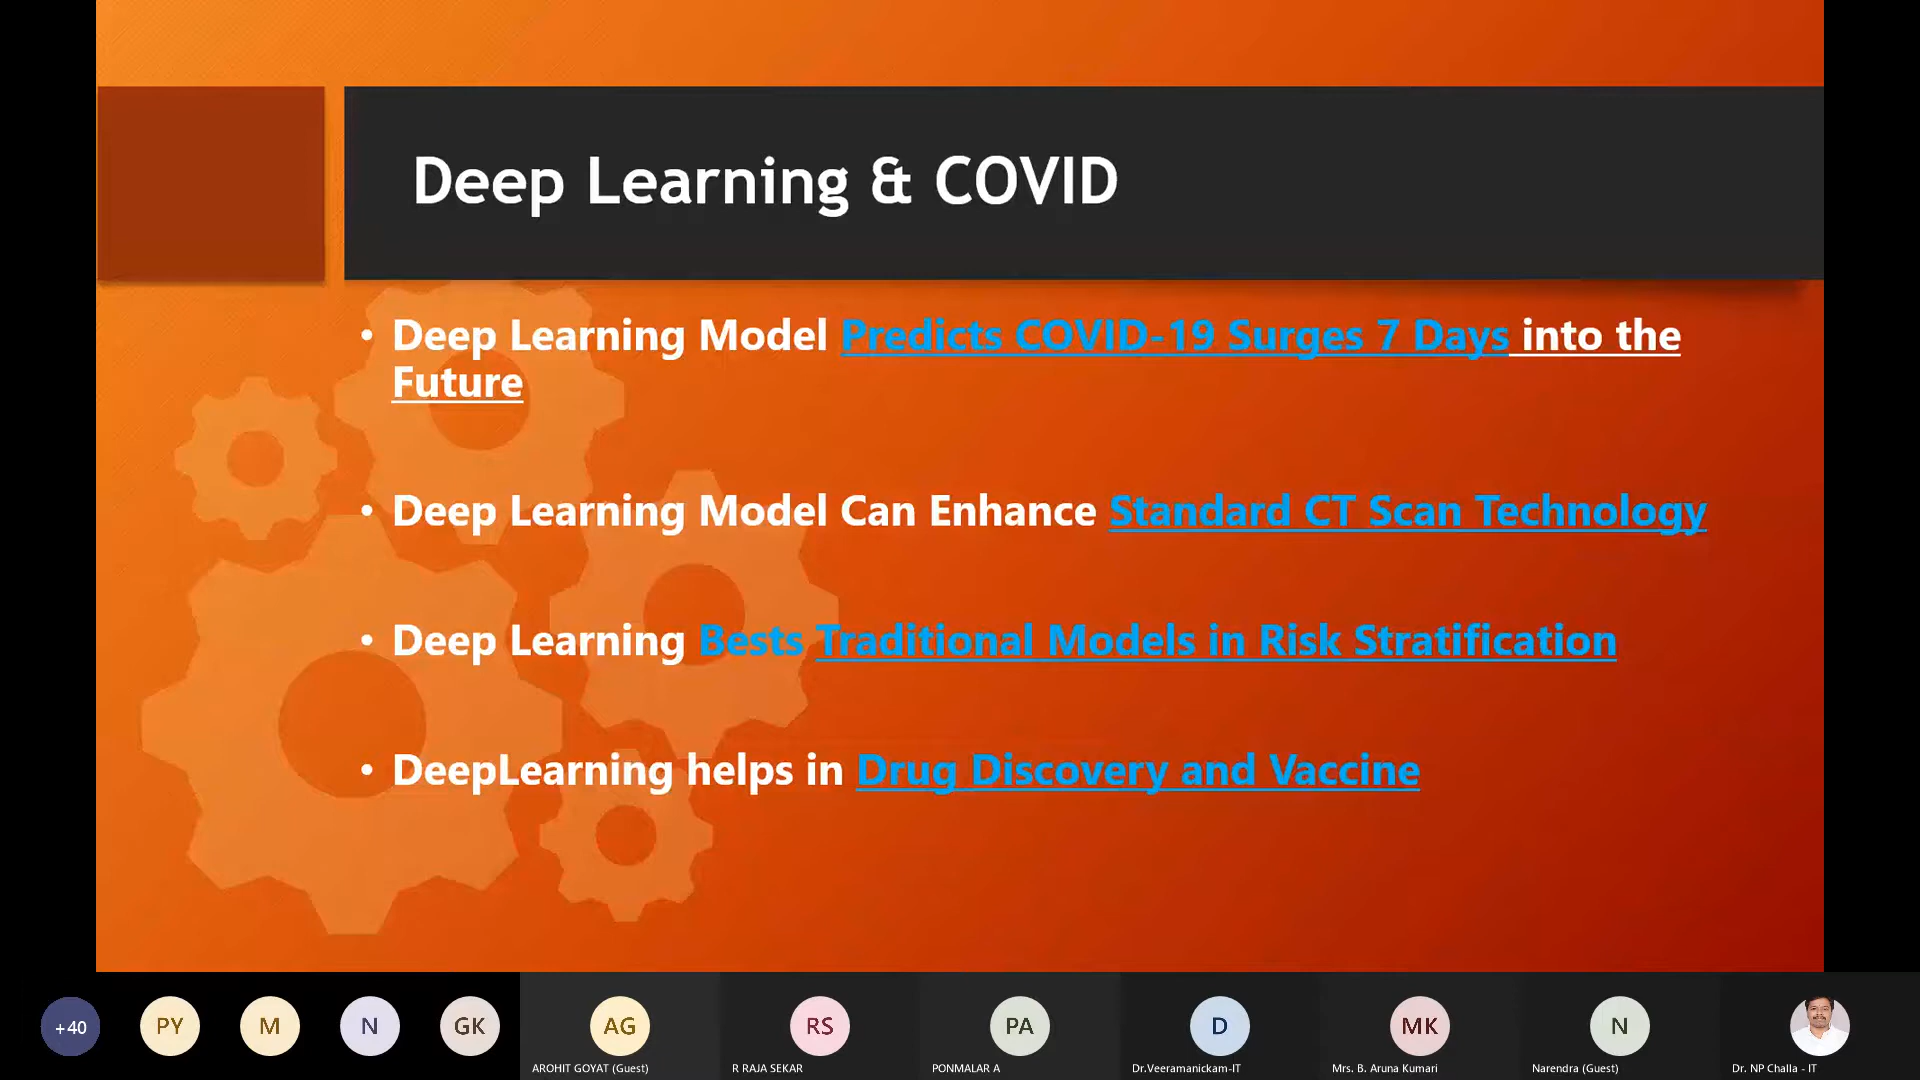 Deep Learning & COVID
• Deep Learning Model Predicts COVID-19 Surges 7 Days into the
Future
• Deep Learning Model Can Enhance Standard CT Scan Technology
• Deep Learning Bests Traditional Models in Risk Stratification
• DeepLearning helps in Drug Discovery and Vaccine
+40
PY
M
N
GK
AG
RS
PA
D
MK
N
AROHIT GOYAT (Guest)
R RAJA SEKAR
PONMALAR A
Dr.Veeramanickam-IT
Mrs. B. Aruna Kumari
Narendra (Guest)
Dr. NP Challa - IT